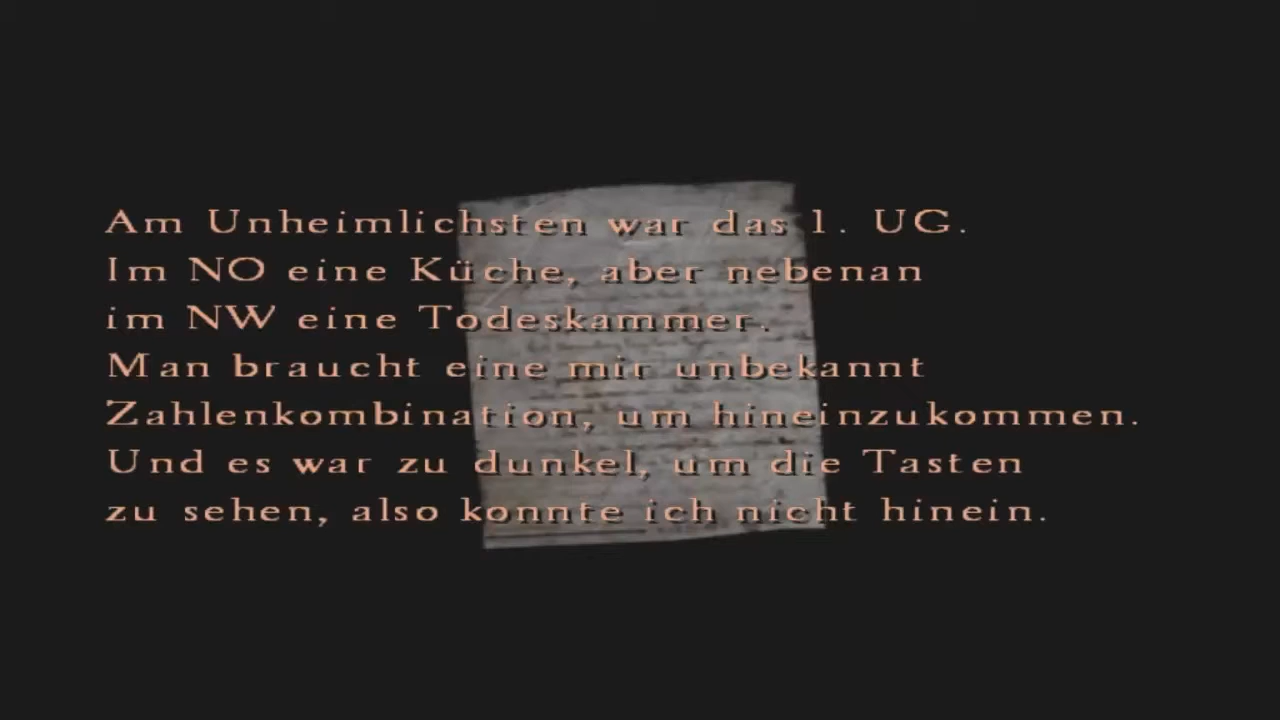 Am Unheimlichsten war das 1. UG.
Im NO eine Küche, aber nebenan
im NW eine Todeskammer.
Man braucht eine mir unbekannt
Zahlenkombination, um hineinzukommen.
Und es war zu dunkel, um die Tasten
zu sehen, also konnte ich nicht hinein.